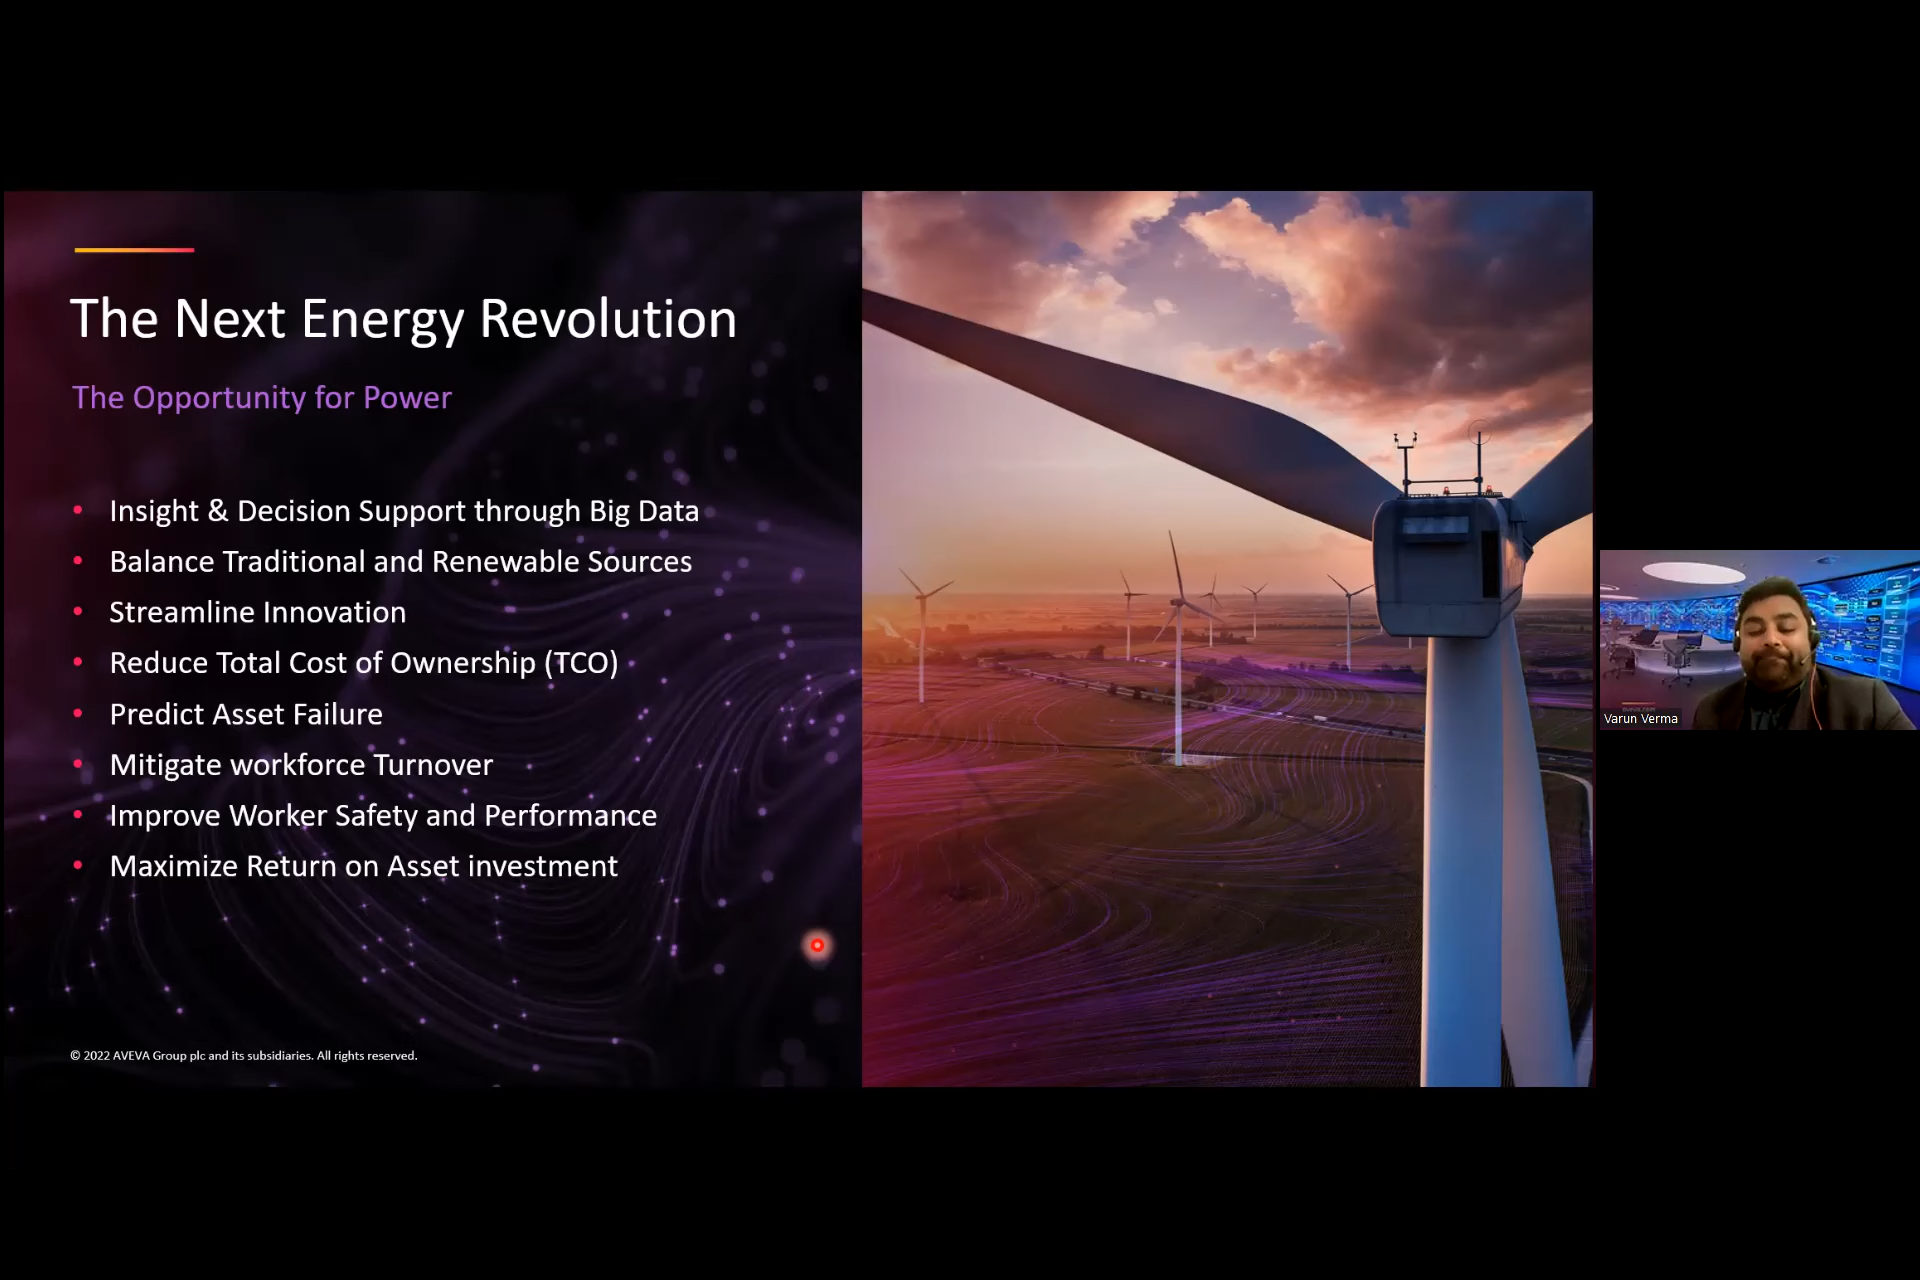 The Next Energy Revolution
The Opportunity for Power
• Insight & Decision Support through Big Data
• Balance Traditional and Renewable Sources
• Streamline Innovation
• Reduce Total Cost of Ownership (TCO)
• Predict Asset Failure
• Mitigate workforce Turnover
• Improve Worker Safety and Performance
• Maximize Return on Asset investment
© 2022 AVEVA Group plc and its subsidiaries. All rights reserved.
Varun Verma